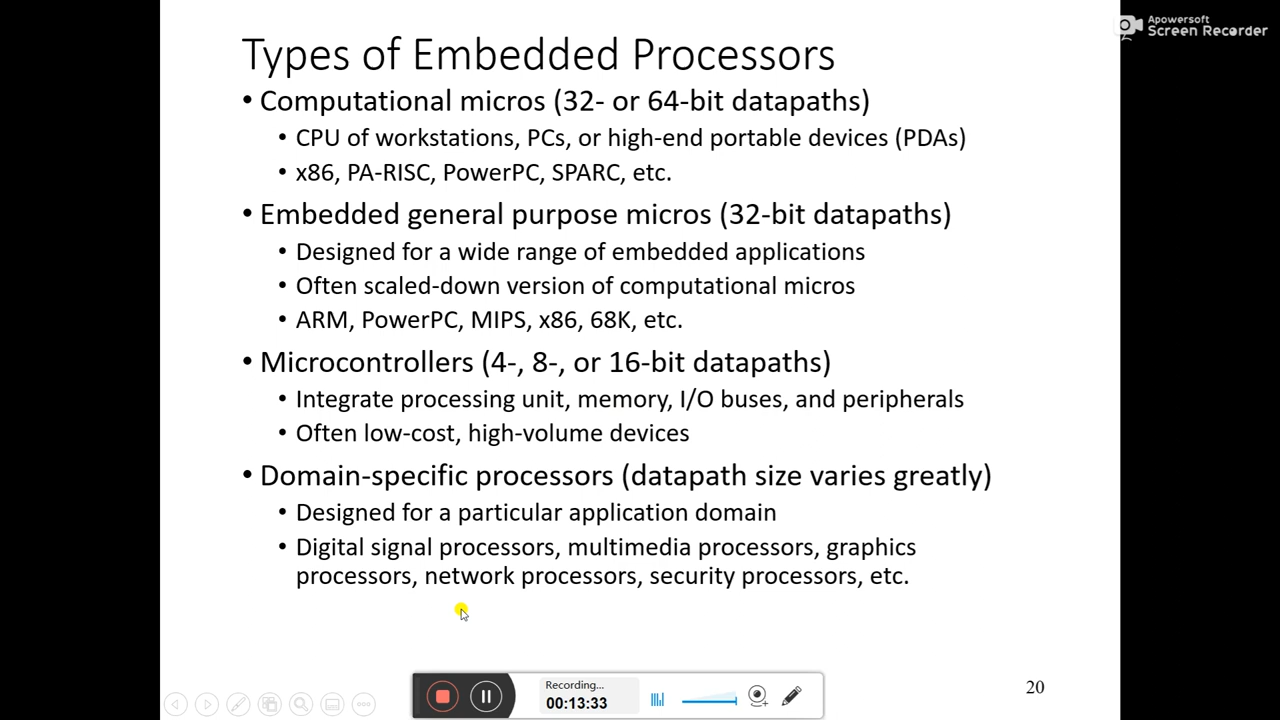 Apowersoft
Screen Recorder
Types of Embedded Processors
• Computational micros (32- or 64-bit datapaths)
• CPU of workstations, PCs, or high-end portable devices (PDAs)
• x86, PA-RISC, PowerPC, SPARC, etc.
• Embedded general purpose micros (32-bit datapaths)
• Designed for a wide range of embedded applications
• Often scaled-down version of computational micros
• ARM, PowerPC, MIPS, x86, 68K, etc.
• Microcontrollers (4-, 8-, or 16-bit datapaths)
• Integrate processing unit, memory, I/O buses, and peripherals
• Often low-cost, high-volume devices
• Domain-specific processors (datapath size varies greatly)
• Designed for a particular application domain
• Digital signal processors, multimedia processors, graphics
processors, network processors, security processors, etc.
Recording...
00:13:33
20